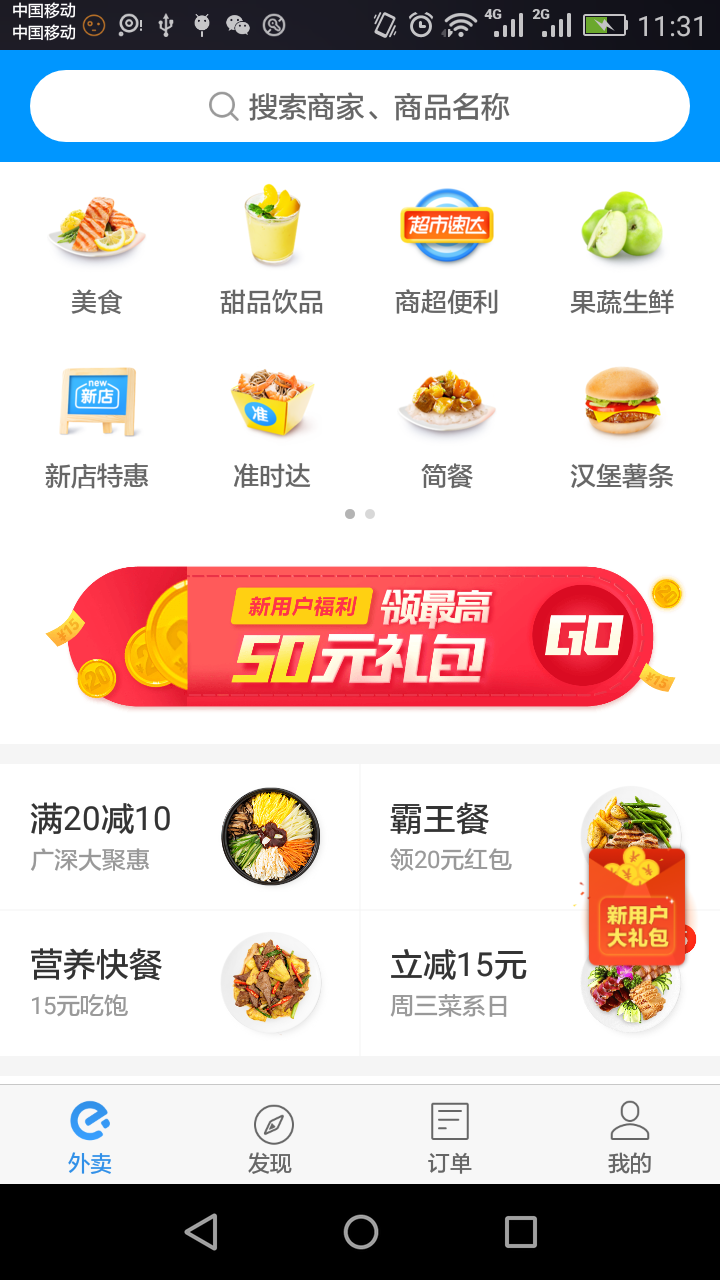 中国移动
中国移动
4G
2G
11:31
搜索商家、商品名称
超市速达
美食
甜品饮品
商超便利
果蔬生鲜
new
新店
准
新店特惠
准时达
简餐
汉堡薯条
新用户福利 领最高
50元礼包
GO
¥15
20
20
¥15
满20减10
广深大聚惠
霸王餐
领20元红包
新用户
大礼包
营养快餐
15元吃饱
立减15元
周三菜系日
外卖
发现
订单
我的